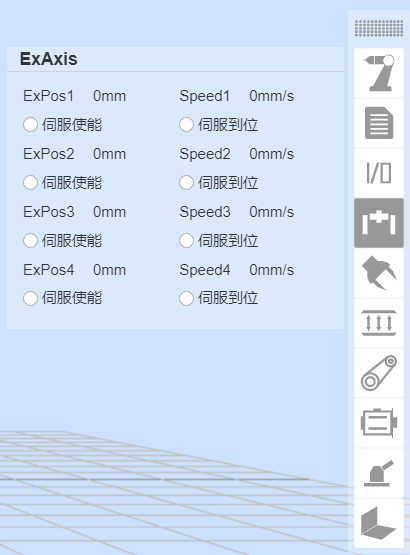 ExAxis
ExPos1 0mm Speed1 0mm/s
伺服使能 伺服到位
ExPos2 0mm Speed2 0mm/s
伺服使能 伺服到位
ExPos3 0mm Speed3 0mm/s
伺服使能 伺服到位
ExPos4 0mm Speed4 0mm/s
伺服使能 伺服到位
I/O